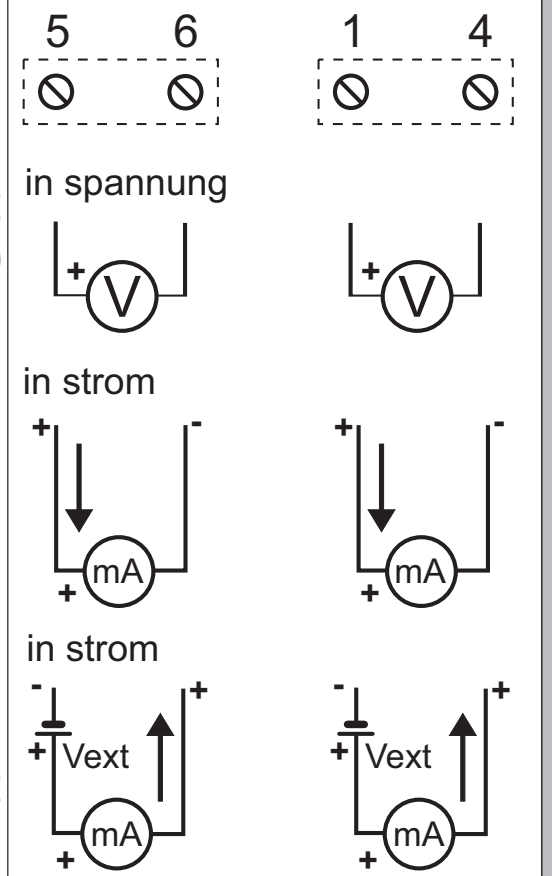 5 6 1 4
in spannung
+ V + V
in strom
+ - + -
mA mA
+ +
in strom
- + - +
+ Vext + Vext
mA mA
+ +